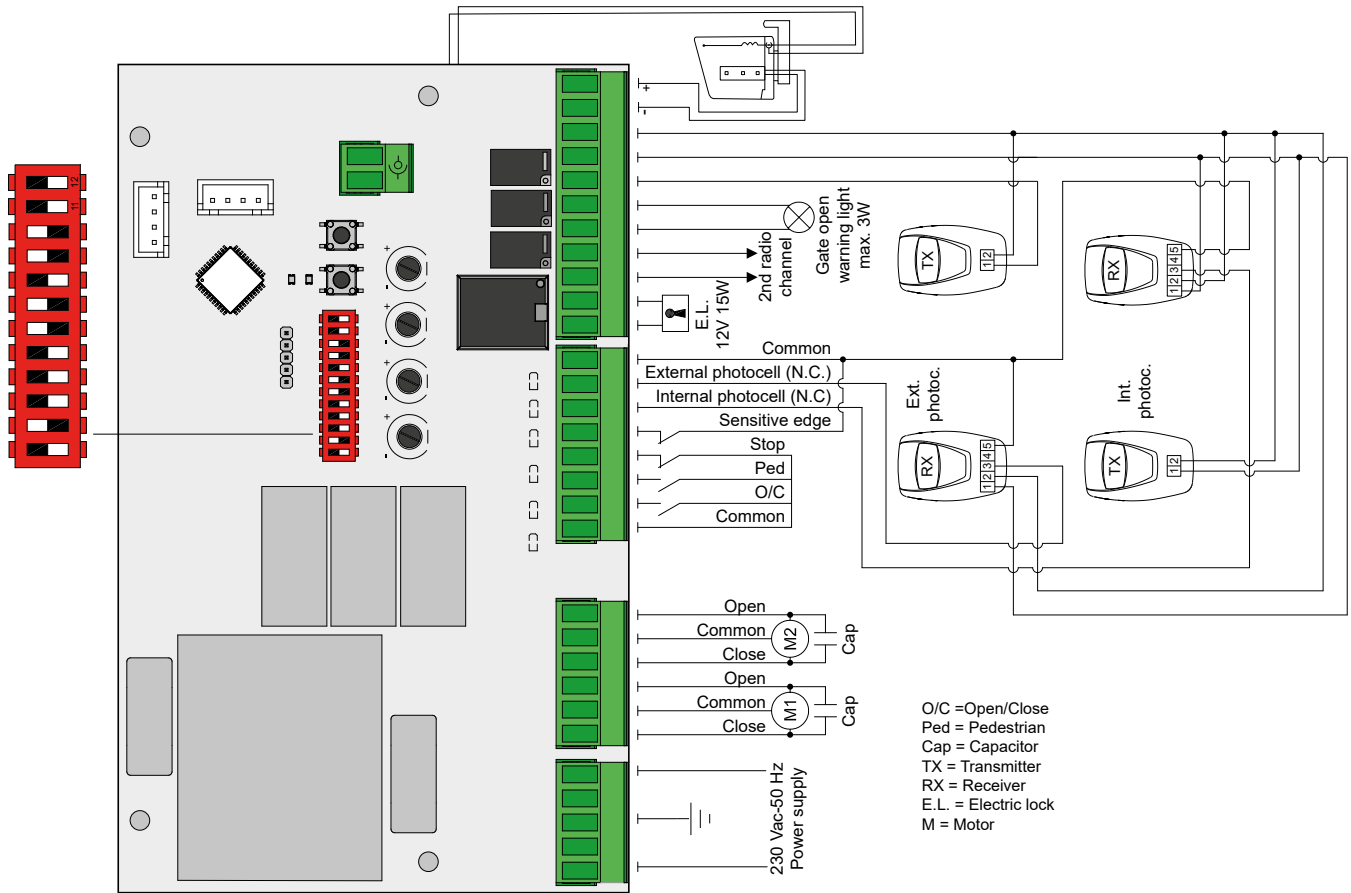 12
11
+
-
+
-
+
-
+
-
+
-
Gate open
warning light
max. 3W
2nd radio
channel
E.L.
12V 15W
Common
External photocell (N.C.)
Internal photocell (N.C)
Sensitive edge
Stop
Ped
O/C
Common
TX
1 2
RX
1 2 3 4 5
Ext.
photoc.
Int.
photoc.
RX
1 2 3 4 5
TX
1 2
Open
Common
Close
M2
Cap
Open
Common
Close
M1
Cap
230 Vac-50 Hz
Power supply
O/C =Open/Close
Ped = Pedestrian
Cap = Capacitor
TX = Transmitter
RX = Receiver
E.L. = Electric lock
M = Motor